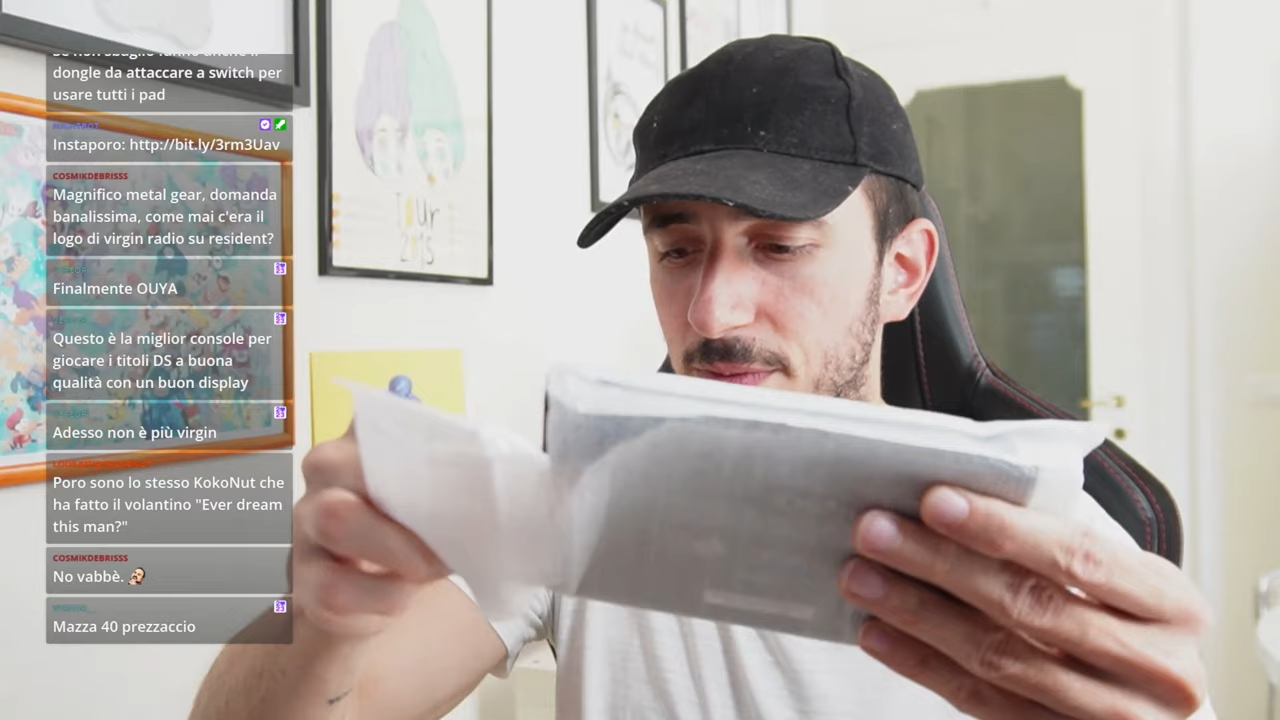 dongle da attaccare a switch per
usare tutti i pad
Instaporo: http://bit.ly/3rm3Uav
COSMIKDEBRISSS
Magnifico metal gear, domanda
banalissima, come mai c'era il
logo di virgin radio su resident?
Finalmente OUYA
Questo è la miglior console per
giocare i titoli DS a buona
qualità con un buon display
Adesso non è più virgin
Poro sono lo stesso KokoNut che
ha fatto il volantino "Ever dream
this man?"
COSMIKDEBRISSS
No vabbè.
Mazza 40 prezzaccio
Tour
2015